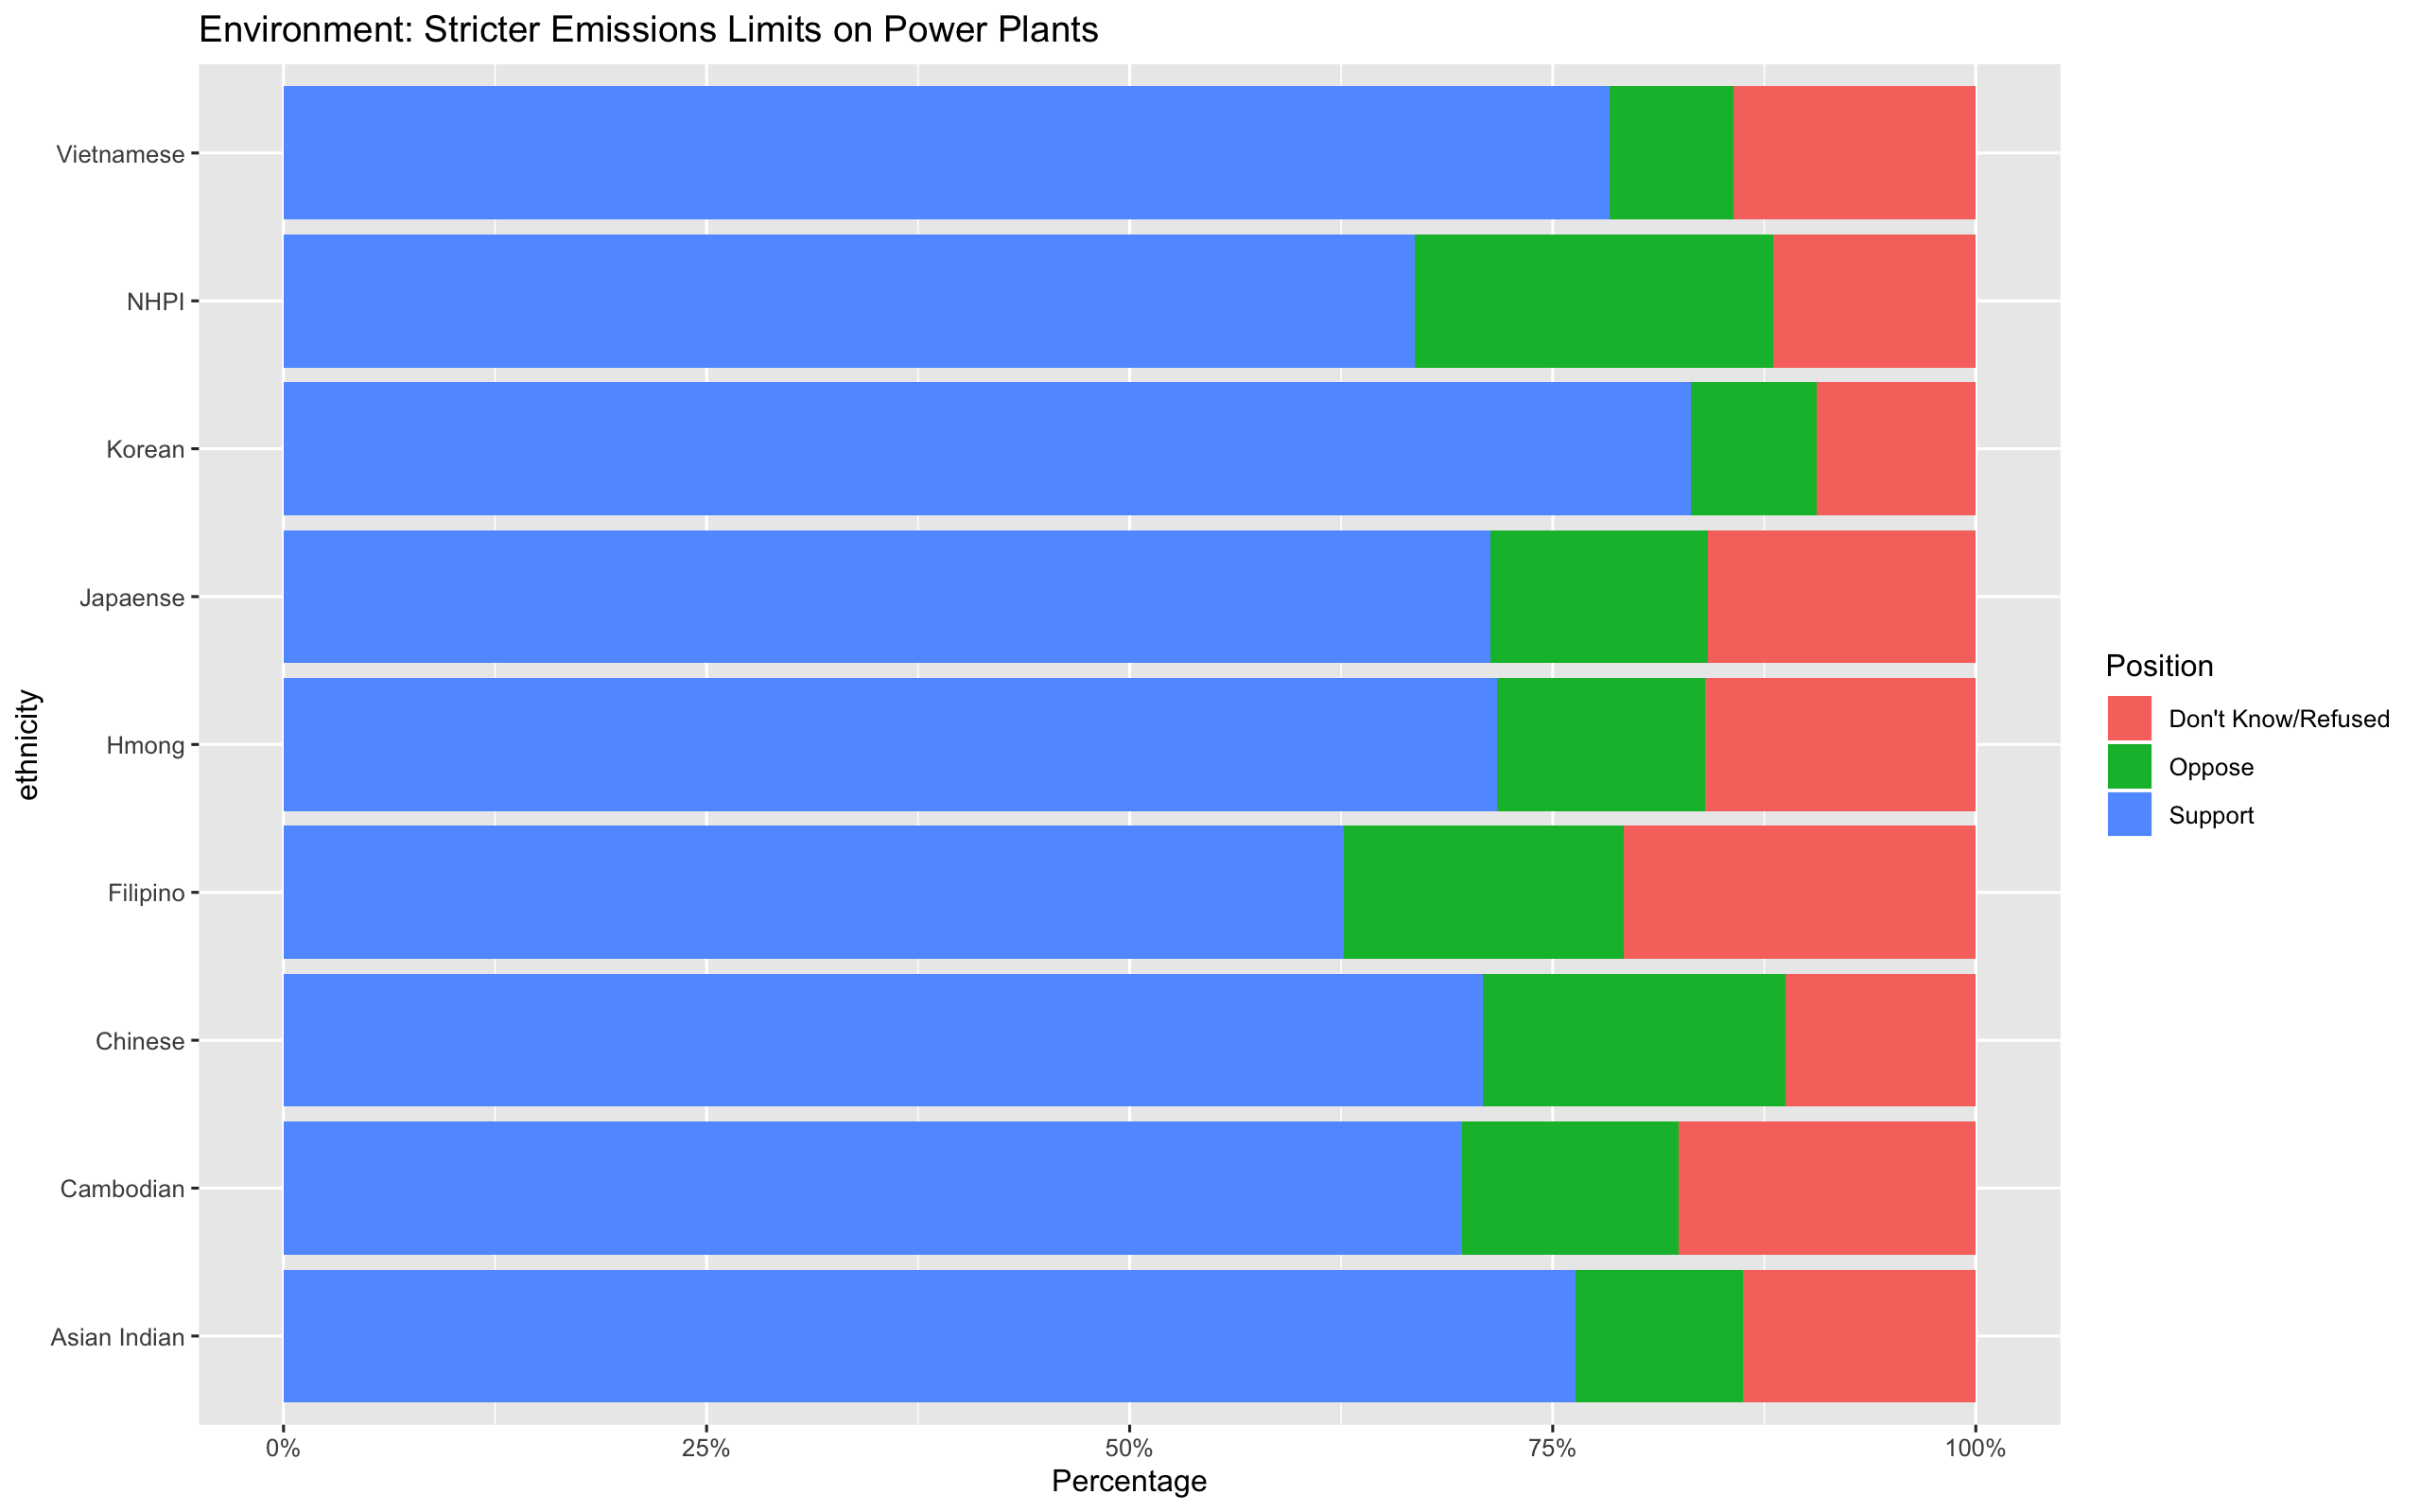 Environment: Stricter Emissions Limits on Power Plants
ethnicity
Vietnamese
NHPI
Korean
Japaense
Hmong
Filipino
Chinese
Cambodian
Asian Indian
0% 25% 50% 75% 100%
Percentage
Position
Don't Know/Refused
Oppose
Support